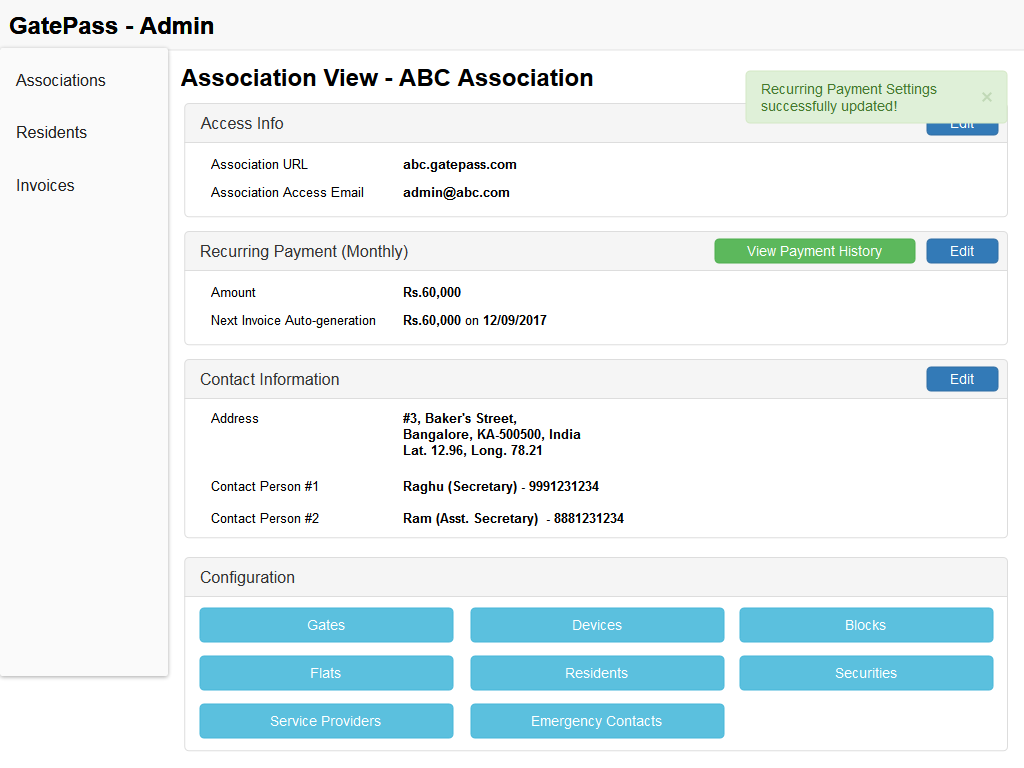 GatePass - Admin
Associations
Residents
Invoices
Association View - ABC Association
Recurring Payment Settings
successfully updated!
×
Access Info
Edit
Association URL abc.gatepass.com
Association Access Email admin@abc.com
Recurring Payment (Monthly) View Payment History Edit
Amount Rs.60,000
Next Invoice Auto-generation Rs.60,000 on 12/09/2017
Contact Information Edit
Address #3, Baker's Street,
Bangalore, KA-500500, India
Lat. 12.96, Long. 78.21
Contact Person #1 Raghu (Secretary) - 9991231234
Contact Person #2 Ram (Asst. Secretary) - 8881231234
Configuration
Gates Devices Blocks
Flats Residents Securities
Service Providers Emergency Contacts